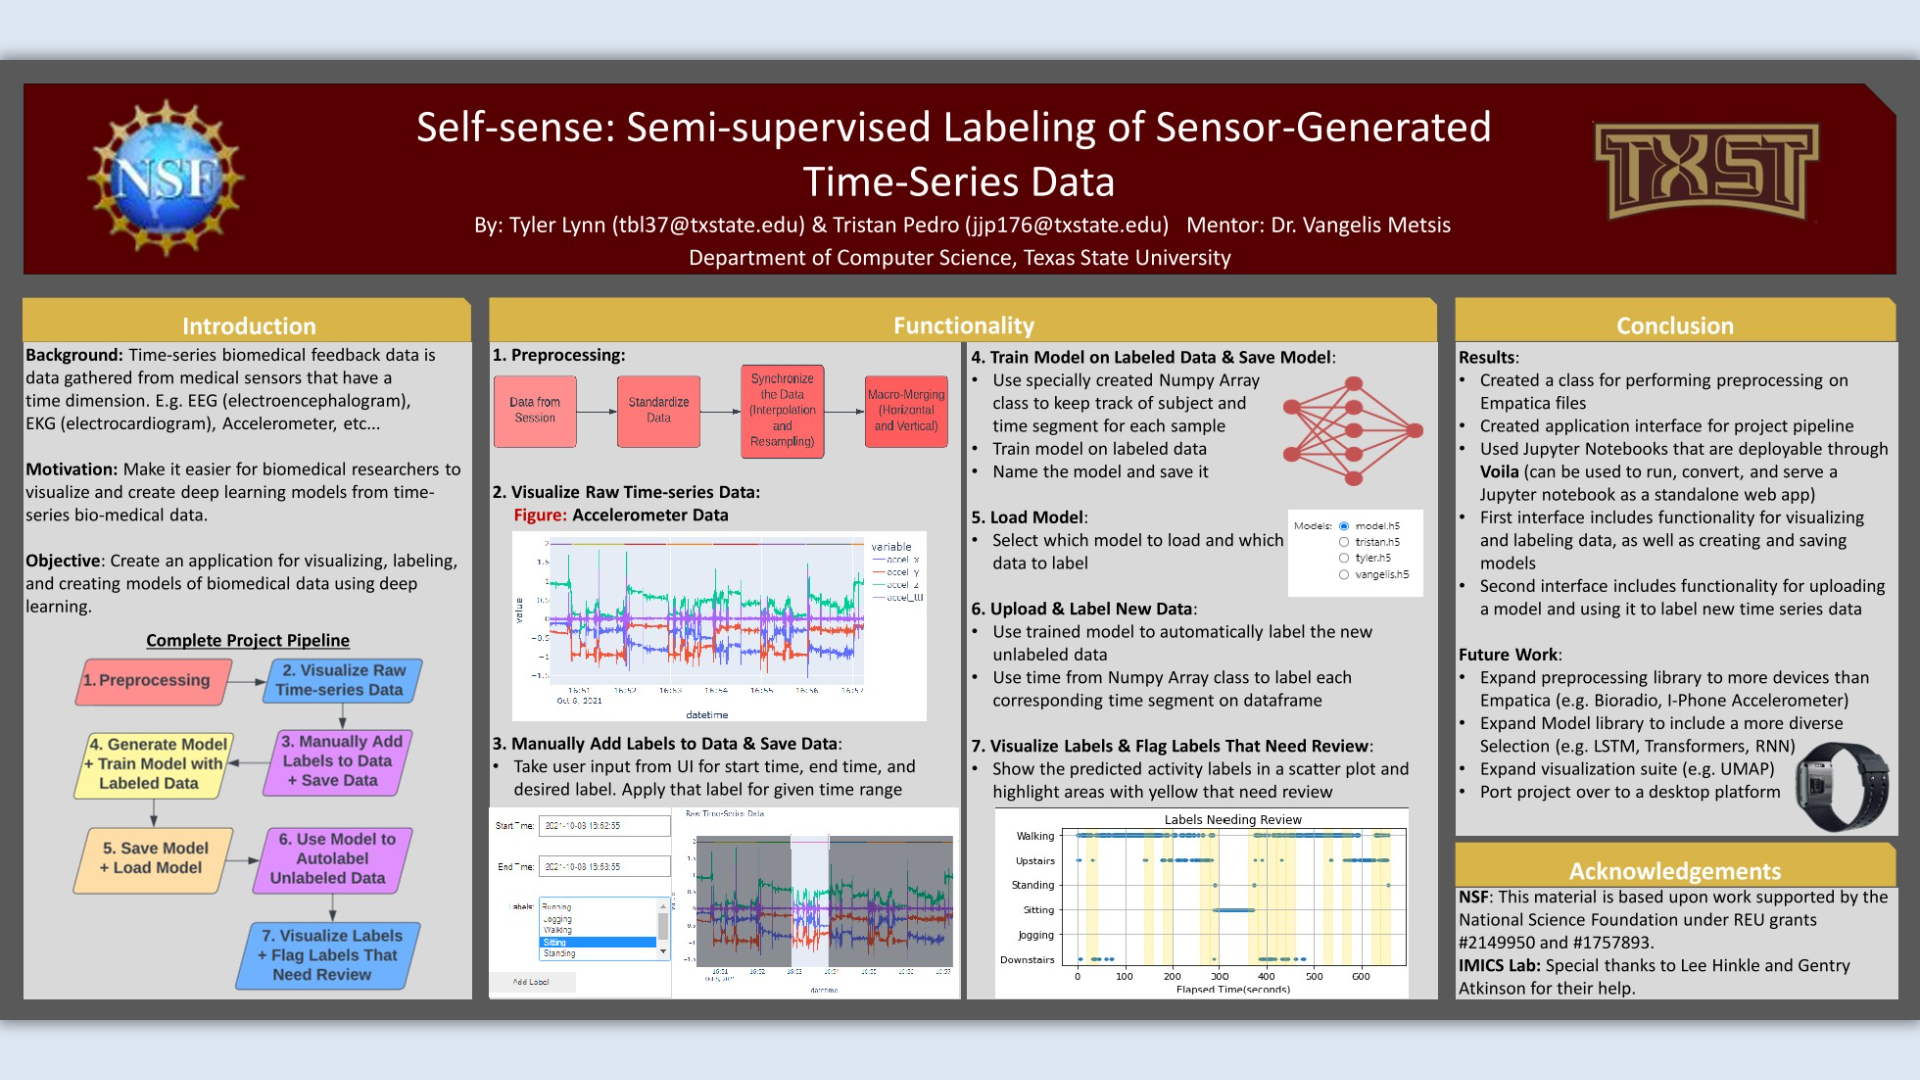 NSF
Self-sense: Semi-supervised Labeling of Sensor-Generated
Time-Series Data
By: Tyler Lynn (tbl37@txstate.edu) & Tristan Pedro (jjp176@txstate.edu)   Mentor: Dr. Vangelis Metsis
Department of Computer Science, Texas State University
TXST
Introduction
Background: Time-series biomedical feedback data is
data gathered from medical sensors that have a
time dimension. E.g. EEG (electroencephalogram),
EKG (electrocardiogram), Accelerometer, etc...
Motivation: Make it easier for biomedical researchers to
visualize and create deep learning models from time-
series bio-medical data.
Objective: Create an application for visualizing, labeling,
and creating models of biomedical data using deep
learning.
Complete Project Pipeline
1. Preprocessing
2. Visualize Raw
Time-series Data
3. Manually Add
Labels to Data
+ Save Data
4. Generate Model
+ Train Model with
Labeled Data
5. Save Model
+ Load Model
6. Use Model to
Autolabel
Unlabeled Data
7. Visualize Labels
+ Flag Labels That
Need Review
Functionality
1. Preprocessing:
Data from
Session
Standardize
Data
Synchronize
the Data
(Interpolation
and
Resampling)
Macro-Merging
(Horizontal
and Vertical)
2. Visualize Raw Time-series Data:
Figure: Accelerometer Data
variable
accel_x
accel_y
accel_z
value
2
1.5
1
0.5
0
−0.5
−1
−1.5
16:51 16:52 16:53 16:54 16:55 16:56 16:57
Oct 6, 2021
datetime
3. Manually Add Labels to Data & Save Data:
• Take user input from UI for start time, end time, and
desired label. Apply that label for given time range
Start Time:
End Time:
Labels:
Running
Jogging
Walking
Sitting
Standing
Add Label
Raw Time-Series Data
datetime
4. Train Model on Labeled Data & Save Model:
• Use specially created Numpy Array
class to keep track of subject and
time segment for each sample
• Train model on labeled data
• Name the model and save it
5. Load Model:
• Select which model to load and which
data to label
Models: model.h5
tristan.h5
tyler.h5
vangelis.h5
6. Upload & Label New Data:
• Use trained model to automatically label the new
unlabeled data
• Use time from Numpy Array class to label each
corresponding time segment on dataframe
7. Visualize Labels & Flag Labels That Need Review:
• Show the predicted activity labels in a scatter plot and
highlight areas with yellow that need review
Labels Needing Review
Walking
Upstairs
Standing
Sitting
Jogging
Downstairs
0 100 200 300 400 500 600
Elapsed Time(seconds)
Conclusion
Results:
• Created a class for performing preprocessing on
Empatica files
• Created application interface for project pipeline
• Used Jupyter Notebooks that are deployable through
Voila (can be used to run, convert, and serve a
Jupyter notebook as a standalone web app)
• First interface includes functionality for visualizing
and labeling data, as well as creating and saving
models
• Second interface includes functionality for uploading
a model and using it to label new time series data
Future Work:
• Expand preprocessing library to more devices than
Empatica (e.g. Bioradio, I-Phone Accelerometer)
• Expand Model library to include a more diverse
Selection (e.g. LSTM, Transformers, RNN)
• Expand visualization suite (e.g. UMAP)
• Port project over to a desktop platform
Acknowledgements
NSF: This material is based upon work supported by the
National Science Foundation under REU grants
#2149950 and #1757893.
IMICS Lab: Special thanks to Lee Hinkle and Gentry
Atkinson for their help.